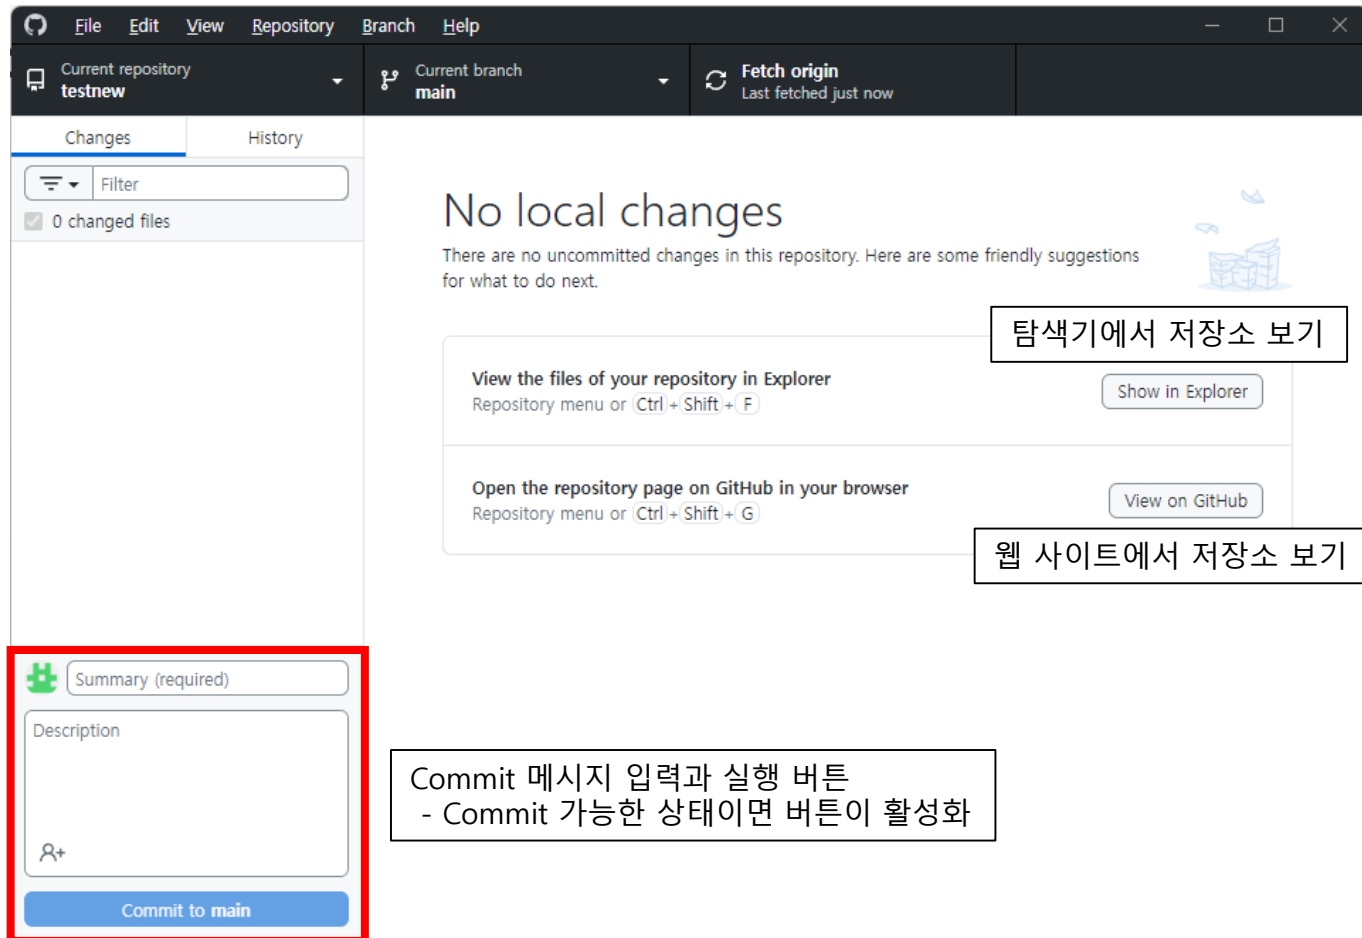 File Edit View Repository Branch Help
Current repository
testnew
Current branch
main
Fetch origin
Last fetched just now
Changes History
Filter
0 changed files
No local changes
There are no uncommitted changes in this repository. Here are some friendly suggestions
for what to do next.
탐색기에서 저장소 보기
View the files of your repository in Explorer
Repository menu or Ctrl + Shift + F
Show in Explorer
Open the repository page on GitHub in your browser
Repository menu or Ctrl + Shift + G
View on GitHub
웹 사이트에서 저장소 보기
Summary (required)
Description
Commit to main
Commit 메시지 입력과 실행 버튼
- Commit 가능한 상태이면 버튼이 활성화